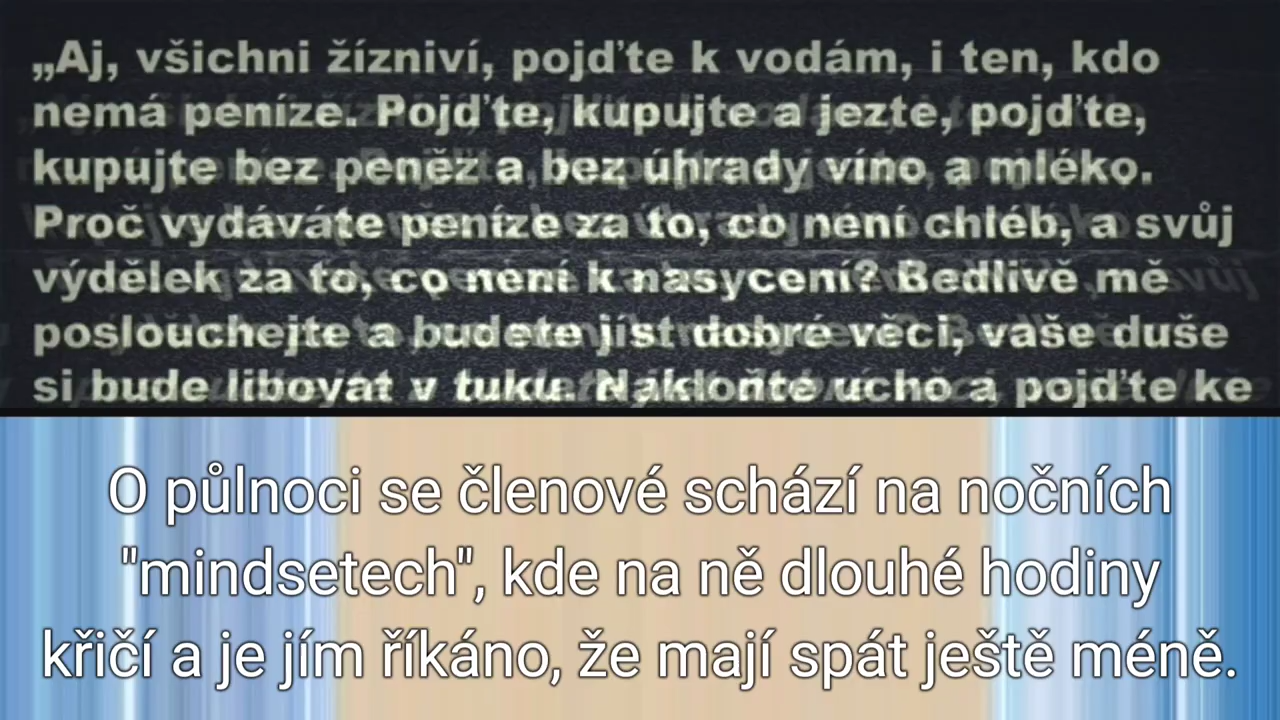 „Aj, všichni žízniví, pojďte k vodám, i ten, kdo
nemá peníze. Pojďte, kupujte a jezte, pojďte,
kupujte bez peněz a bez úhrady víno a mléko.
Proč vydáváte peníze za to, co není chléb, a svůj
výdělek za to, co není k nasycení? Bedlivě mě
poslouchejte a budete jíst dobré věci, vaše duše
si bude libovat v tuku. Nakloňte ucho a pojďte ke
O půlnoci se členové schází na nočních
"mindsetech", kde na ně dlouhé hodiny
křičí a je jím říkáno, že mají spát ještě méně.